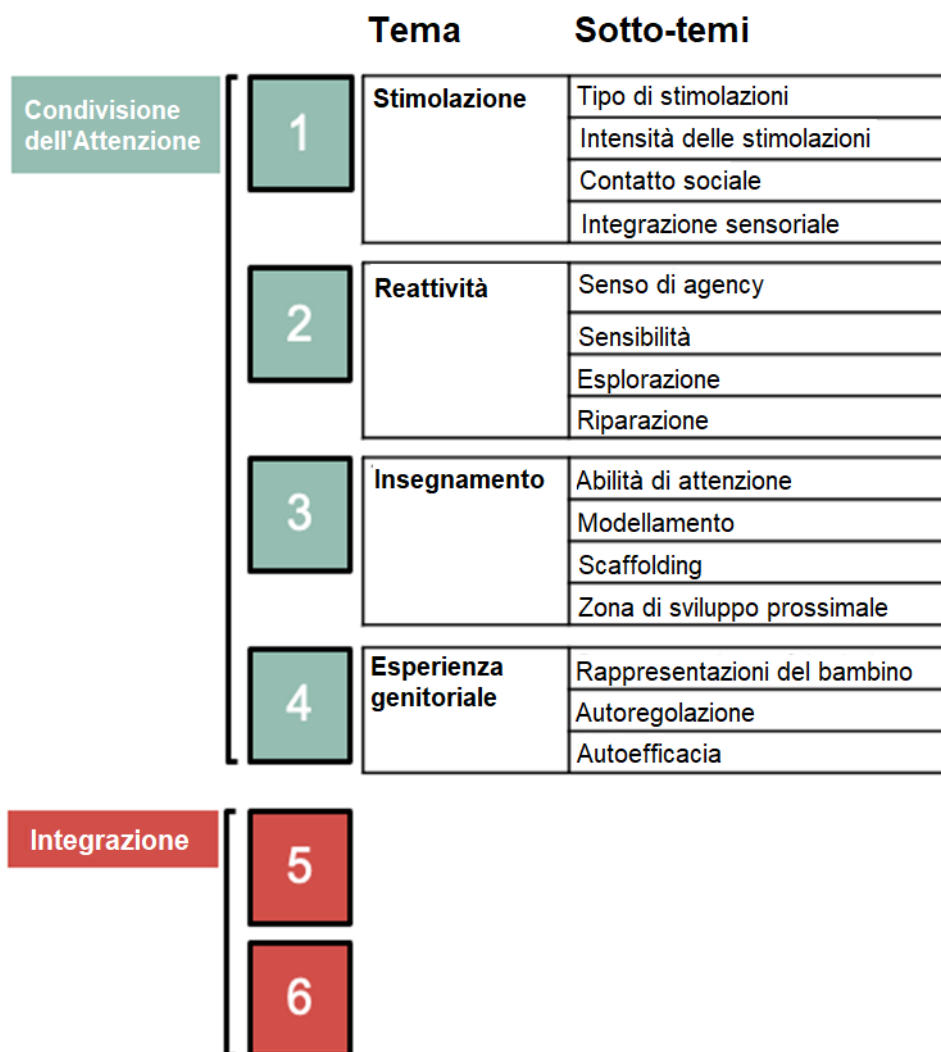 Tema Sotto-temi
Condivisione
dell'Attenzione
1
Stimolazione
Tipo di stimolazioni
Intensità delle stimolazioni
Contatto sociale
Integrazione sensoriale
2
Reattività
Senso di agency
Sensibilità
Esplorazione
Riparazione
3
Insegnamento
Abilità di attenzione
Modellamento
Scaffolding
Zona di sviluppo prossimale
4
Esperienza
genitoriale
Rappresentazioni del bambino
Autoregolazione
Autoefficacia
Integrazione
5
6